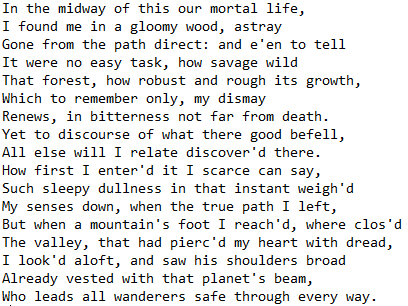 In the midway of this our mortal life,
I found me in a gloomy wood, astray
Gone from the path direct: and e'en to tell
It were no easy task, how savage wild
That forest, how robust and rough its growth,
Which to remember only, my dismay
Renews, in bitterness not far from death.
Yet to discourse of what there good befell,
All else will I relate discover'd there.
How first I enter'd it I scarce can say,
Such sleepy dullness in that instant weigh'd
My senses down, when the true path I left,
But when a mountain's foot I reach'd, where clos'd
The valley, that had pierc'd my heart with dread,
I look'd aloft, and saw his shoulders broad
Already vested with that planet's beam,
Who leads all wanderers safe through every way.